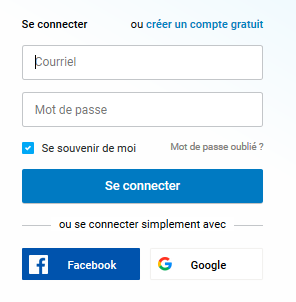 Se connecter ou créer un compte gratuit
Courriel
Mot de passe
Se souvenir de moi Mot de passe oublié ?
Se connecter
ou se connecter simplement avec
Facebook Google